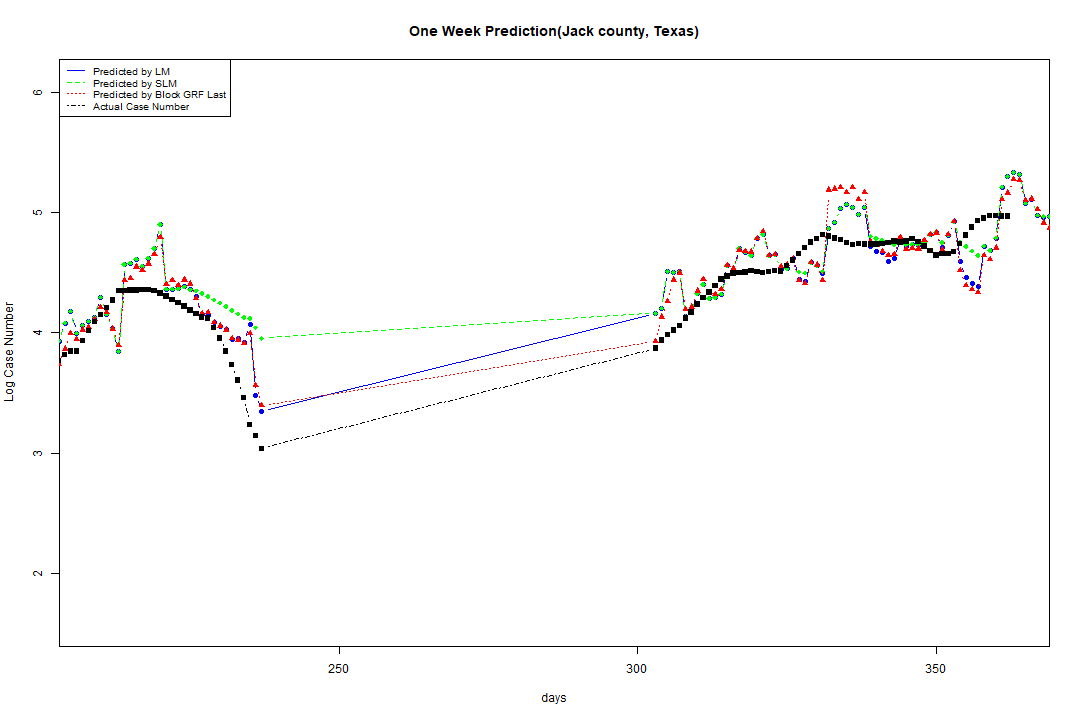 One Week Prediction(Jack county, Texas)
Predicted by LM
Predicted by SLM
Predicted by Block GRF Last
Actual Case Number
6
5
4
3
2
Log Case Number
250
300
350
days